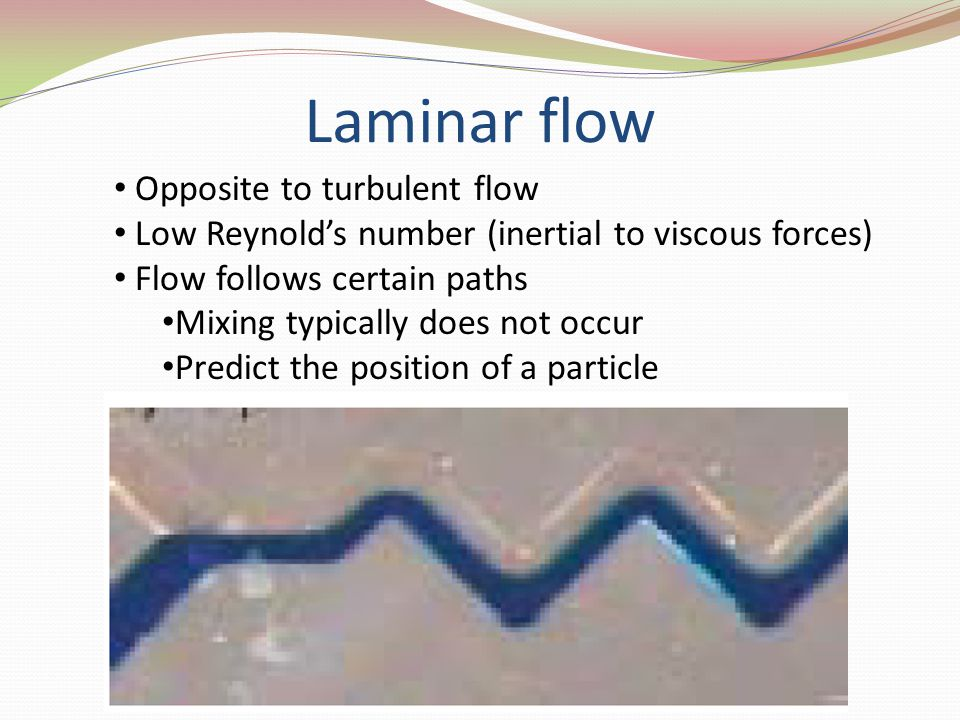 Laminar flow
• Opposite to turbulent flow
• Low Reynold’s number (inertial to viscous forces)
• Flow follows certain paths
•Mixing typically does not occur
•Predict the position of a particle